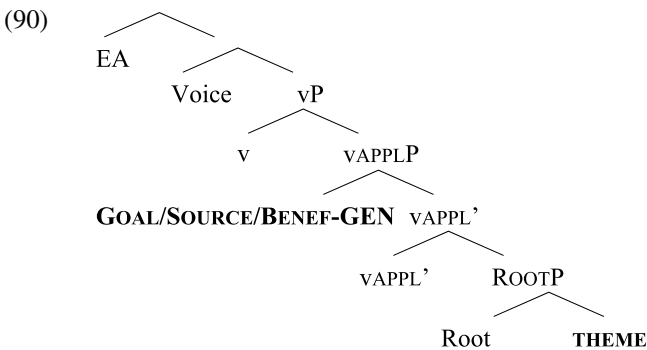 (90)
EA
Voice vP
v vAPPLP
GOAL/SOURCE/BENEF-GEN vAPPL’
vAPPL’ ROOTP
Root THEME